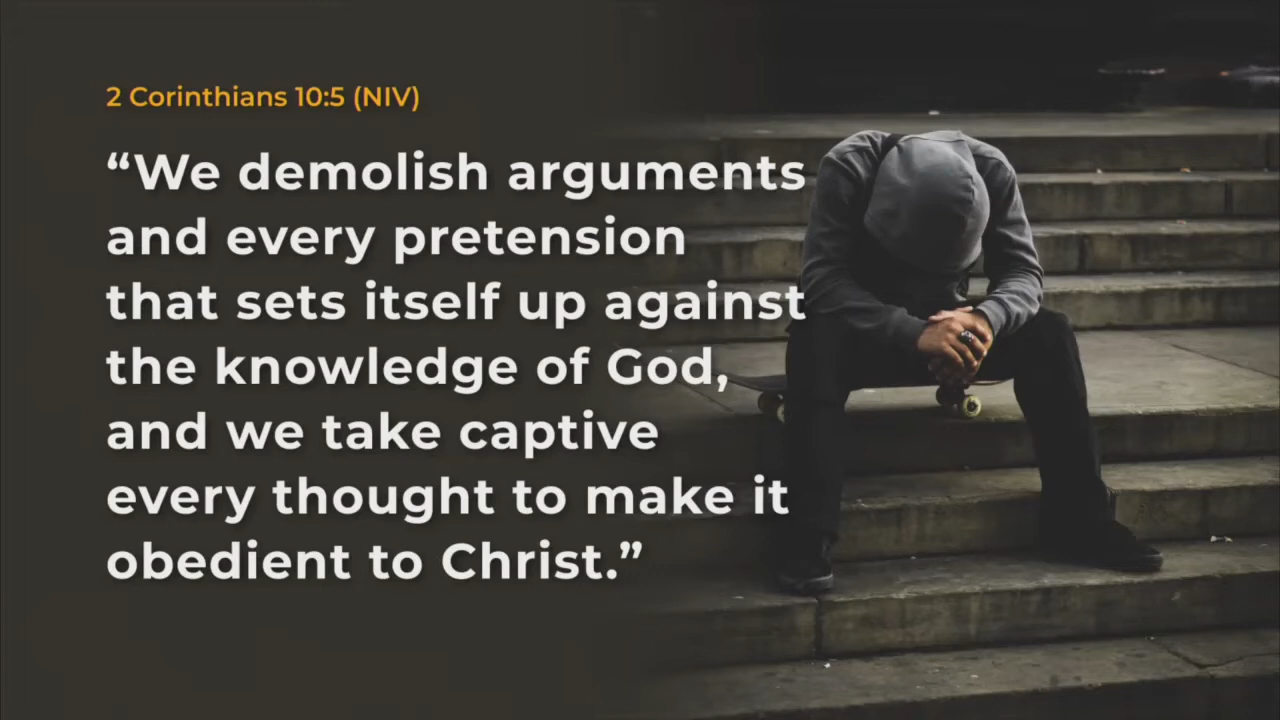 2 Corinthians 10:5 (NIV)
“We demolish arguments
and every pretension
that sets itself up against
the knowledge of God,
and we take captive
every thought to make it
obedient to Christ.”